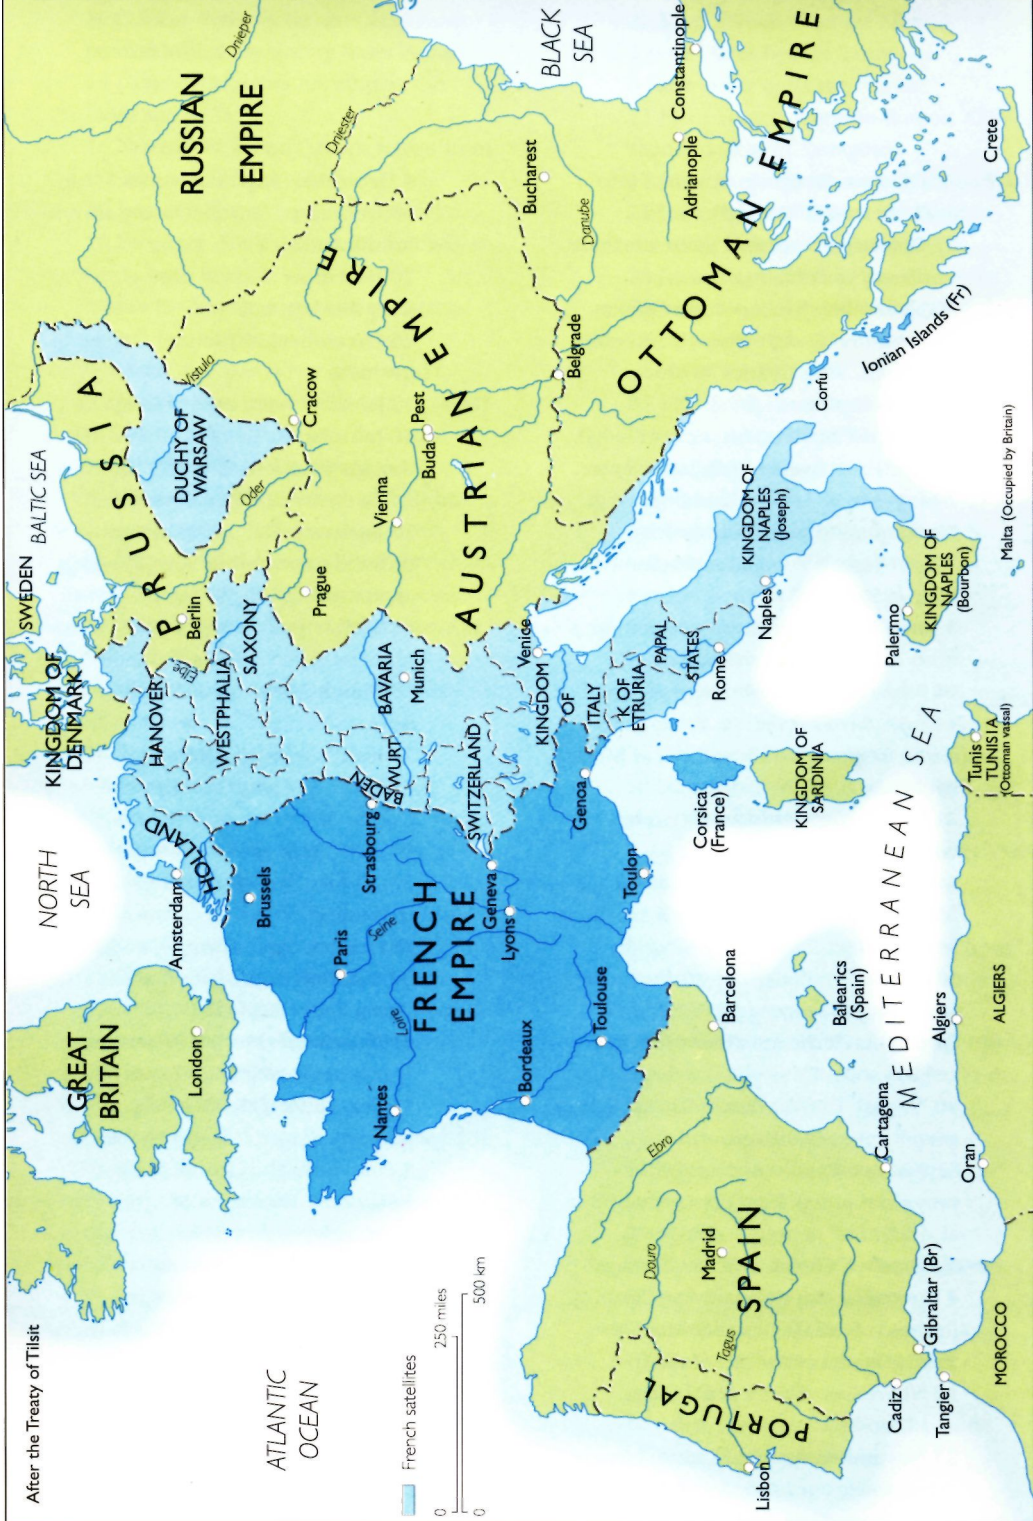 After the Treaty of Tilsit
GREAT
BRITAIN
London
NORTH
SEA
KINGDOM OF
DENMARK
SWEDEN
BALTIC SEA
ATLANTIC
OCEAN
French satellites
0
250 miles
0
500 km
HOLLAND
Amsterdam
Brussels
HANOVER
WESTPHALIA
SAXONY
Elbe
Berlin
PRUSSIA
DUCHY OF
WARSAW
Vistula
Oder
Cracow
RUSSIAN
EMPIRE
Dnieper
Dniester
Paris
Seine
Loire
Nantes
FRENCH
EMPIRE
Strasbourg
BADEN
WURT
BAVARIA
Munich
SWITZERLAND
Geneva
Lyons
Bordeaux
Toulouse
Toulon
Genoa
Prague
Vienna
Buda
Pest
AUSTRIAN EMPIRE
Venice
KINGDOM
OF
ITALY
K OF
ETRURIA
PAPAL
STATES
Rome
Naples
KINGDOM OF
NAPLES
(Joseph)
Belgrade
Bucharest
Danube
BLACK
SEA
Constantinople
Adrianople
OTTOMAN EMPIRE
Corfu
Ionian Islands (Fr)
Crete
Corsica
(France)
KINGDOM OF
SARDINA
Palermo
KINGDOM OF
NAPLES
(Bourbon)
Malta (Occupied by Britain)
Tunis
TUNISIA
(Ottoman vassal)
MEDITERRANEAN SEA
Barcelona
Balearics
(Spain)
Ebro
Douro
Madrid
SPAIN
Tagus
PORTUGAL
Lisbon
Cadiz
Gibraltar (Br)
Tangier
Cartagena
MOROCCO
Oran
Algiers
ALGIERS